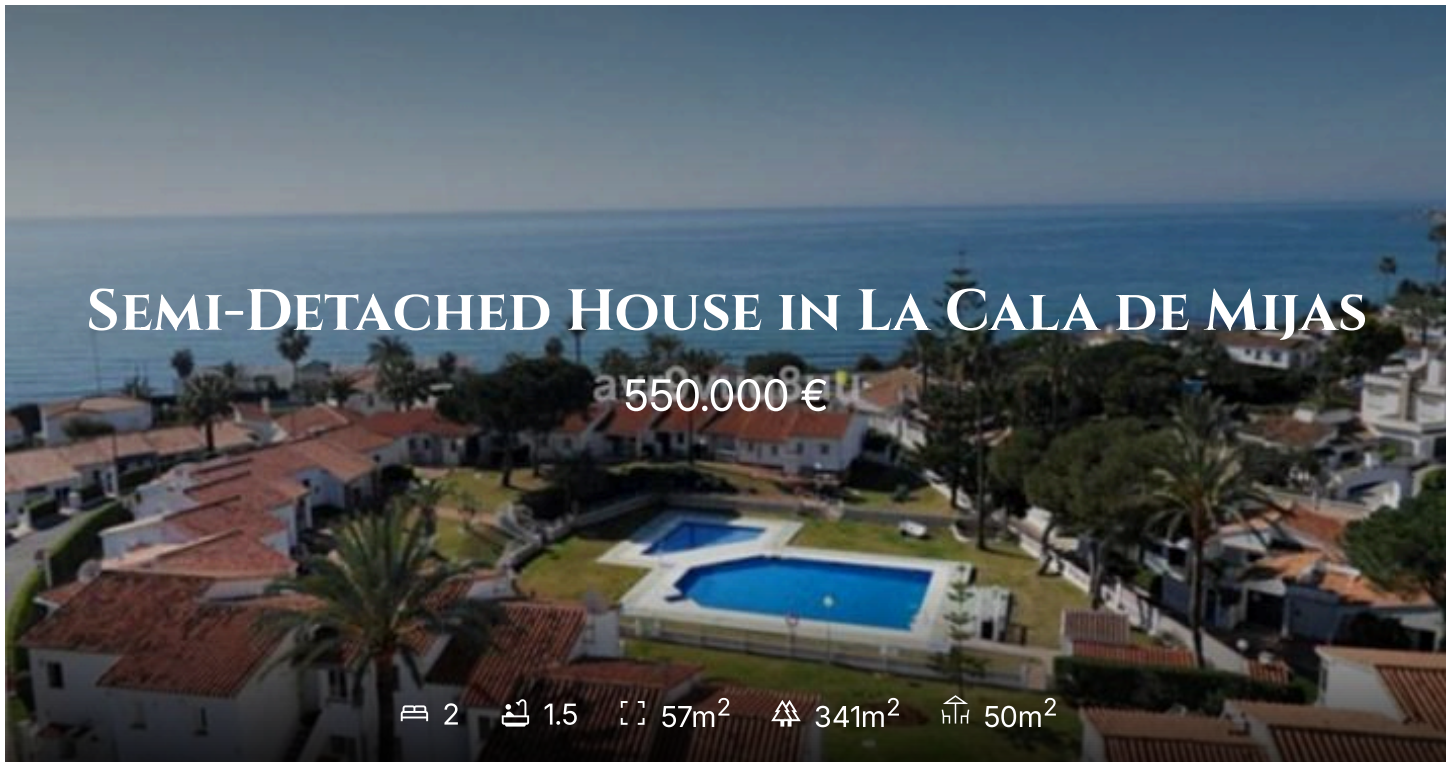 Semi-Detached House in La Cala de Mijas
550.000 €
2 1.5 57m² 341m² 50m²